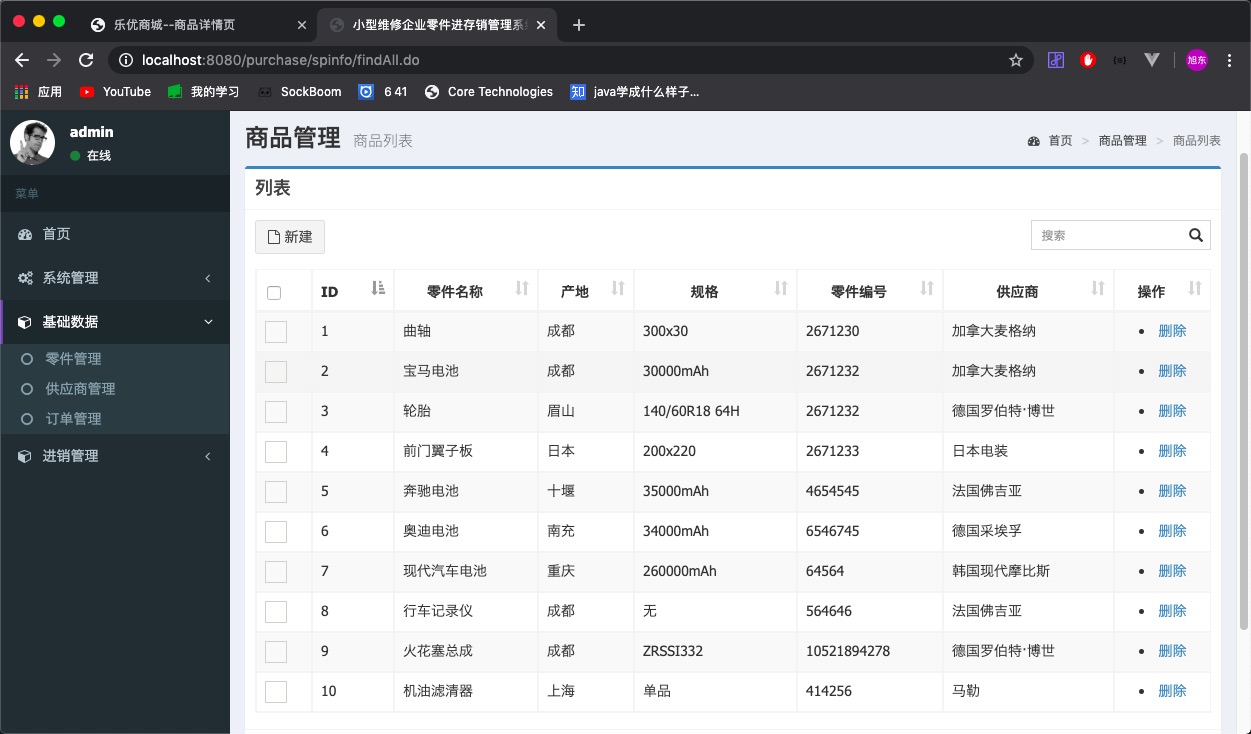 乐优商城--商品详情页
小型维修企业零件进存销管理系
localhost:8080/purchase/spinfo/findAll.do
旭东
应用 YouTube 我的学习 SockBoom 6 41 Core Technologies 知 java学成什么样子...
admin
在线
菜单
首页
系统管理
基础数据
零件管理
供应商管理
订单管理
进销管理
商品管理 商品列表
首页 > 商品管理 > 商品列表
列表
新建
搜索
ID 零件名称 产地 规格 零件编号 供应商 操作
1 曲轴 成都 300x30 2671230 加拿大麦格纳 • 删除
2 宝马电池 成都 30000mAh 2671232 加拿大麦格纳 • 删除
3 轮胎 眉山 140/60R18 64H 2671232 德国罗伯特·博世 • 删除
4 前门翼子板 日本 200x220 2671233 日本电装 • 删除
5 奔驰电池 十堰 35000mAh 4654545 法国佛吉亚 • 删除
6 奥迪电池 南充 34000mAh 6546745 德国采埃孚 • 删除
7 现代汽车电池 重庆 260000mAh 64564 韩国现代摩比斯 • 删除
8 行车记录仪 成都 无 564646 法国佛吉亚 • 删除
9 火花塞总成 成都 ZRSSI332 10521894278 德国罗伯特·博世 • 删除
10 机油滤清器 上海 单品 414256 马勒 • 删除